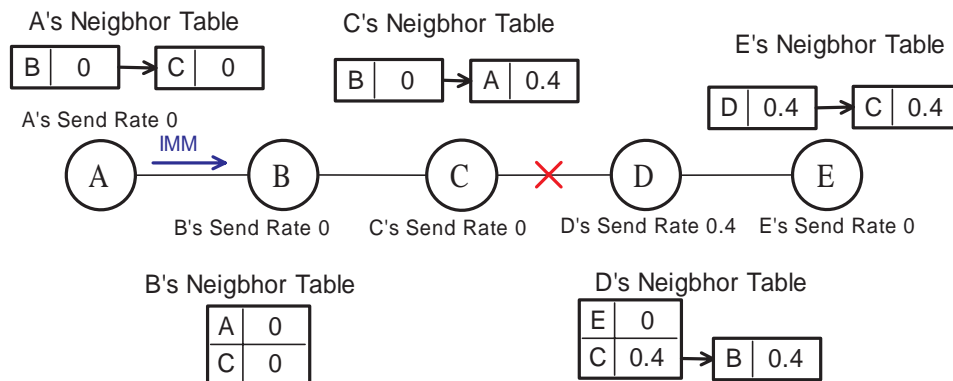 A's Neigbhor Table
B 0 C 0
C's Neigbhor Table
B 0 A 0.4
E's Neigbhor Table
D 0.4 C 0.4
A's Send Rate 0
IMM
A B C D E
B's Send Rate 0
C's Send Rate 0
D's Send Rate 0.4
E's Send Rate 0
B's Neigbhor Table
A 0
C 0
D's Neigbhor Table
E 0
C 0.4 B 0.4